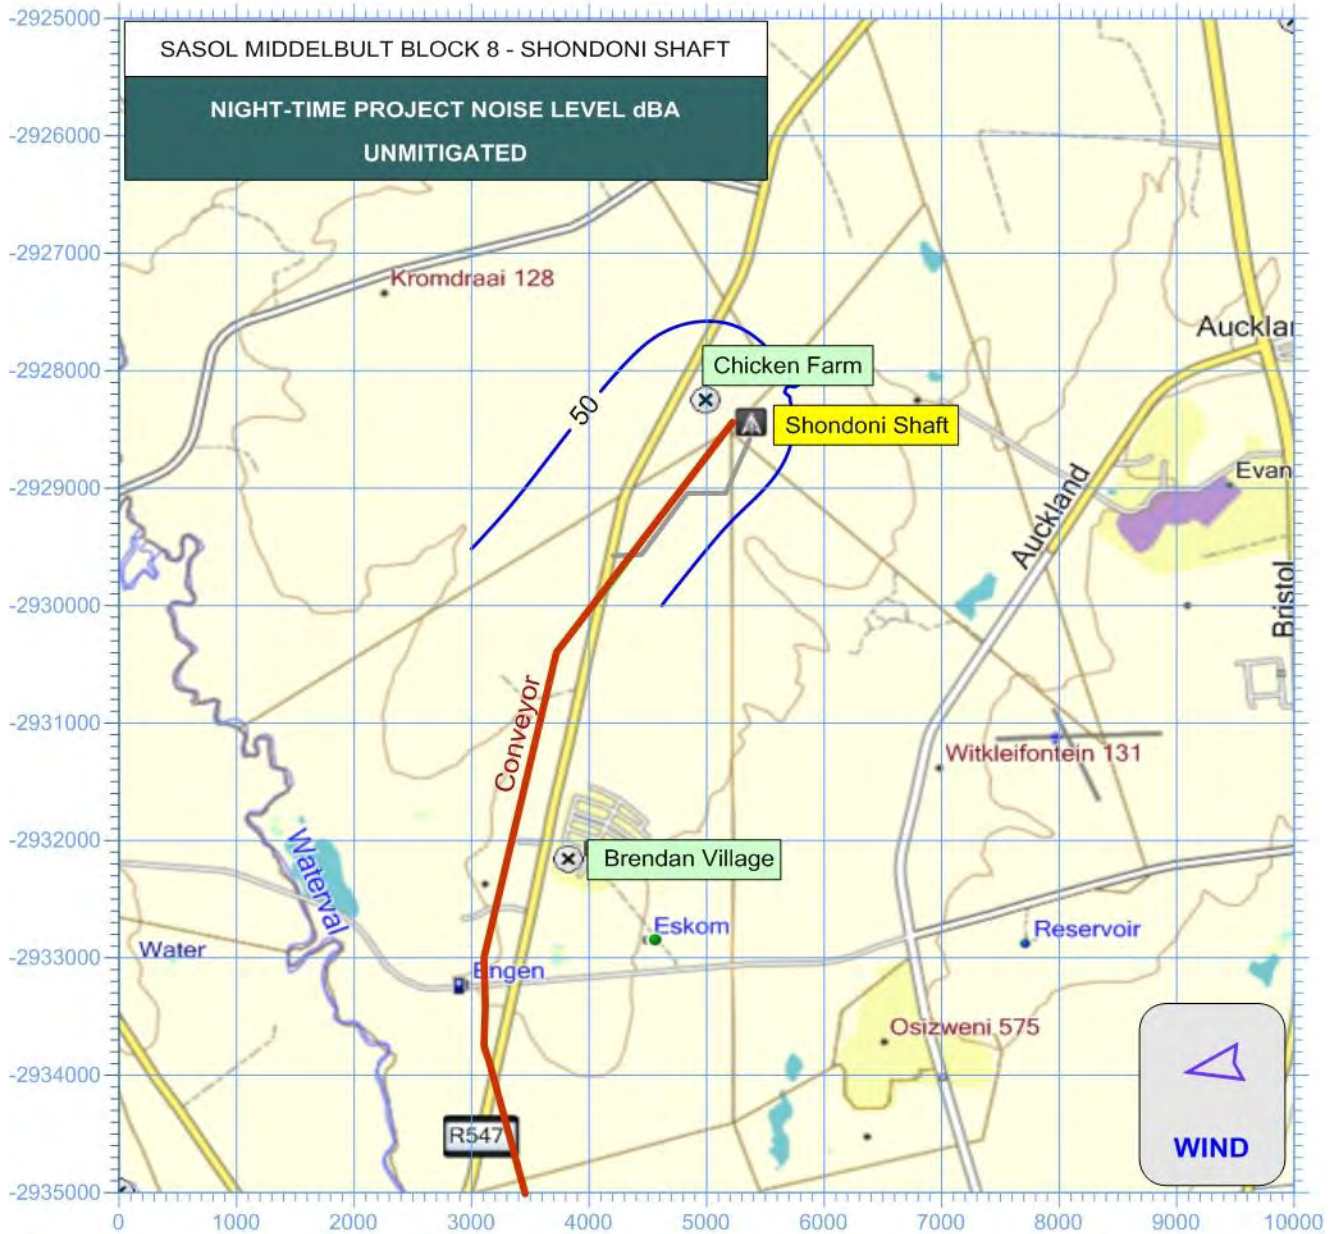 SASOL MIDDELBULT BLOCK 8 - SHONDONI SHAFT
NIGHT-TIME PROJECT NOISE LEVEL dBA
UNMITIGATED
-2925000
-2926000
-2927000
-2928000
-2929000
-2930000
-2931000
-2932000
-2933000
-2934000
-2935000
Kromdraai 128
Aucklar
Chicken Farm
50
Shondoni Shaft
Evan
Auckland
Bristol
Conveyor
Witkleifontein 131
Waterval
Brendan Village
Eskom
Reservoir
Water
Engen
Osizweni 575
R547
WIND
0
1000
2000
3000
4000
5000
6000
7000
8000
9000
10000